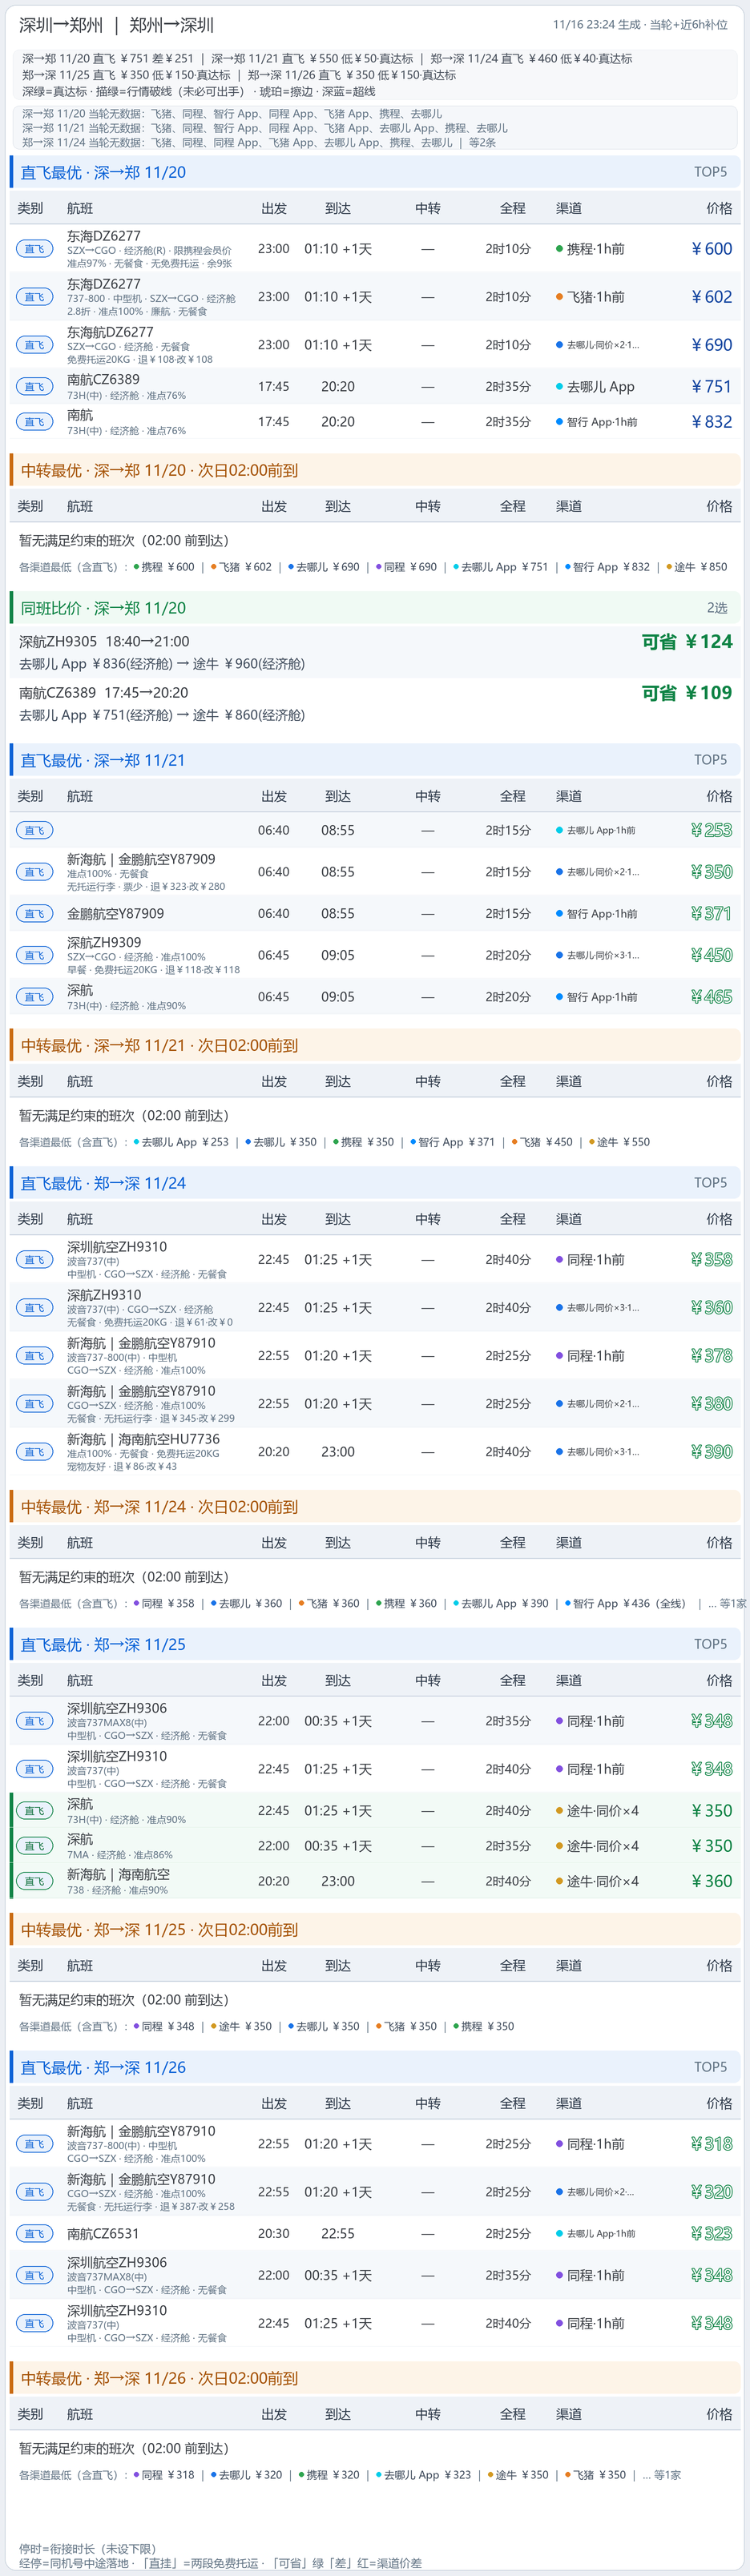 深圳→郑州 | 郑州→深圳
11/16 23:24 生成 · 当轮+近6h补位
深→郑 11/20 直飞 ¥751 差¥251 | 深→郑 11/21 直飞 ¥550 低¥50·真达标 | 郑→深 11/24 直飞 ¥460 低¥40·真达标
郑→深 11/25 直飞 ¥350 低¥150·真达标 | 郑→深 11/26 直飞 ¥350 低¥150·真达标
深绿=真达标 · 描绿=行情破线（未必可出手） · 琥珀=擦边 · 深蓝=超线
深→郑 11/20 当轮无数据：飞猪、同程、智行 App、同程 App、飞猪 App、携程、去哪儿
深→郑 11/21 当轮无数据：飞猪、智行 App、同程 App、同程、飞猪 App、去哪儿 App、携程、去哪儿
郑→深 11/24 当轮无数据：飞猪、同程、同程 App、飞猪 App、去哪儿 App、携程、去哪儿 | 等2条
直飞最优 · 深→郑 11/20 TOP5
类别 航班 出发 到达 中转 全程 渠道 价格
东海DZ6277
直飞 SZX→CGO · 经济舱(R) · 限携程会员价 23:00 01:10 +1天 — 2时10分 携程·1h前 ¥600
准点97% · 无餐食 · 无免费托运 · 余9张
东海DZ6277
直飞 737-800 · 中型机 · SZX→CGO · 经济舱 23:00 01:10 +1天 — 2时10分 飞猪·1h前 ¥602
2.8折 · 准点100% · 廉航 · 无餐食
东海航DZ6277
直飞 SZX→CGO · 经济舱 · 无餐食 23:00 01:10 +1天 — 2时10分 去哪儿·同价×2·1... ¥690
免费托运20KG · 退¥108·改¥108
南航CZ6389
直飞 73H(中) · 经济舱 · 准点76% 17:45 20:20 — 2时35分 去哪儿 App ¥751
南航
直飞 73H(中) · 经济舱 · 准点76% 17:45 20:20 — 2时35分 智行 App·1h前 ¥832
中转最优 · 深→郑 11/20 · 次日02:00前到
类别 航班 出发 到达 中转 全程 渠道 价格
暂无满足约束的班次（02:00 前到达）
各渠道最低（含直飞）: 携程 ¥600 | 飞猪 ¥602 | 去哪儿 ¥690 | 同程 ¥690 | 去哪儿 App ¥751 | 智行 App ¥832 | 途牛 ¥850
同班比价 · 深→郑 11/20 2选
深航ZH9305 18:40→21:00 可省 ¥124
去哪儿 App ¥836(经济舱) → 途牛 ¥960(经济舱)
南航CZ6389 17:45→20:20 可省 ¥109
去哪儿 App ¥751(经济舱) → 途牛 ¥860(经济舱)
直飞最优 · 深→郑 11/21 TOP5
类别 航班 出发 到达 中转 全程 渠道 价格
直飞 06:40 08:55 — 2时15分 去哪儿 App·1h前 ¥253
新海航 | 金鹏航空Y87909
直飞 准点100% · 无餐食 06:40 08:55 — 2时15分 去哪儿·同价×2·1... ¥350
无托运行李 · 票少 · 退¥323·改¥280
直飞 金鹏航空Y87909 06:40 08:55 — 2时15分 智行 App·1h前 ¥371
深航ZH9309
直飞 SZX→CGO · 经济舱 · 准点100% 06:45 09:05 — 2时20分 去哪儿·同价×3·1... ¥450
早餐 · 免费托运20KG · 退¥118·改¥118
深航
直飞 73H(中) · 经济舱 · 准点90% 06:45 09:05 — 2时20分 智行 App·1h前 ¥465
中转最优 · 深→郑 11/21 · 次日02:00前到
类别 航班 出发 到达 中转 全程 渠道 价格
暂无满足约束的班次（02:00 前到达）
各渠道最低（含直飞）: 去哪儿 App ¥253 | 去哪儿 ¥350 | 携程 ¥350 | 智行 App ¥371 | 飞猪 ¥450 | 途牛 ¥550
直飞最优 · 郑→深 11/24 TOP5
类别 航班 出发 到达 中转 全程 渠道 价格
深圳航空ZH9310
直飞 波音737(中) 22:45 01:25 +1天 — 2时40分 同程·1h前 ¥358
中型机 · CGO→SZX · 经济舱 · 无餐食
深航ZH9310
直飞 波音737(中) · CGO→SZX · 经济舱 22:45 01:25 +1天 — 2时40分 去哪儿·同价×3·1... ¥360
无餐食 · 免费托运20KG · 退¥61·改¥0
新海航 | 金鹏航空Y87910
直飞 波音737-800(中) · 中型机 22:55 01:20 +1天 — 2时25分 同程·1h前 ¥378
CGO→SZX · 经济舱 · 准点100%
新海航 | 金鹏航空Y87910
直飞 CGO→SZX · 经济舱 · 准点100% 22:55 01:20 +1天 — 2时25分 去哪儿·同价×2·1... ¥380
无餐食 · 无托运行李 · 退¥345·改¥299
新海航 | 海南航空HU7736
直飞 准点100% · 无餐食 · 免费托运20KG 20:20 23:00 — 2时40分 去哪儿·同价×3·1... ¥390
宠物友好 · 退¥86·改¥43
中转最优 · 郑→深 11/24 · 次日02:00前到
类别 航班 出发 到达 中转 全程 渠道 价格
暂无满足约束的班次（02:00 前到达）
各渠道最低（含直飞）: 同程 ¥358 | 去哪儿 ¥360 | 飞猪 ¥360 | 携程 ¥360 | 去哪儿 App ¥390 | 智行 App ¥436（全线） | ... 等1家
直飞最优 · 郑→深 11/25 TOP5
类别 航班 出发 到达 中转 全程 渠道 价格
深圳航空ZH9306
直飞 波音737MAX8(中) 22:00 00:35 +1天 — 2时35分 同程·1h前 ¥348
中型机 · CGO→SZX · 经济舱 · 无餐食
深圳航空ZH9310
直飞 波音737(中) 22:45 01:25 +1天 — 2时40分 同程·1h前 ¥348
中型机 · CGO→SZX · 经济舱 · 无餐食
深航
直飞 73H(中) · 经济舱 · 准点90% 22:45 01:25 +1天 — 2时40分 途牛·同价×4 ¥350
深航
直飞 7MA · 经济舱 · 准点86% 22:00 00:35 +1天 — 2时35分 途牛·同价×4 ¥350
新海航 | 海南航空
直飞 738 · 经济舱 · 准点90% 20:20 23:00 — 2时40分 途牛·同价×4 ¥360
中转最优 · 郑→深 11/25 · 次日02:00前到
类别 航班 出发 到达 中转 全程 渠道 价格
暂无满足约束的班次（02:00 前到达）
各渠道最低（含直飞）: 同程 ¥348 | 途牛 ¥350 | 去哪儿 ¥350 | 飞猪 ¥350 | 携程 ¥350
直飞最优 · 郑→深 11/26 TOP5
类别 航班 出发 到达 中转 全程 渠道 价格
新海航 | 金鹏航空Y87910
直飞 波音737-800(中) · 中型机 22:55 01:20 +1天 — 2时25分 同程·1h前 ¥318
CGO→SZX · 经济舱 · 准点100%
新海航 | 金鹏航空Y87910
直飞 CGO→SZX · 经济舱 · 准点100% 22:55 01:20 +1天 — 2时25分 去哪儿·同价×2·... ¥320
无餐食 · 无托运行李 · 退¥387·改¥258
直飞 南航CZ6531 20:30 22:55 — 2时25分 去哪儿 App·1h前 ¥323
深圳航空ZH9306
直飞 波音737MAX8(中) 22:00 00:35 +1天 — 2时35分 同程·1h前 ¥348
中型机 · CGO→SZX · 经济舱 · 无餐食
深圳航空ZH9310
直飞 波音737(中) 22:45 01:25 +1天 — 2时40分 同程·1h前 ¥348
中型机 · CGO→SZX · 经济舱 · 无餐食
中转最优 · 郑→深 11/26 · 次日02:00前到
类别 航班 出发 到达 中转 全程 渠道 价格
暂无满足约束的班次（02:00 前到达）
各渠道最低（含直飞）: 同程 ¥318 | 去哪儿 ¥320 | 携程 ¥320 | 去哪儿 App ¥323 | 途牛 ¥350 | 飞猪 ¥350 | ... 等1家
停时=衔接时长（未设下限）
经停=同机号中途落地 · 「直挂」=两段免费托运 · 「可省」绿「差」红=渠道价差